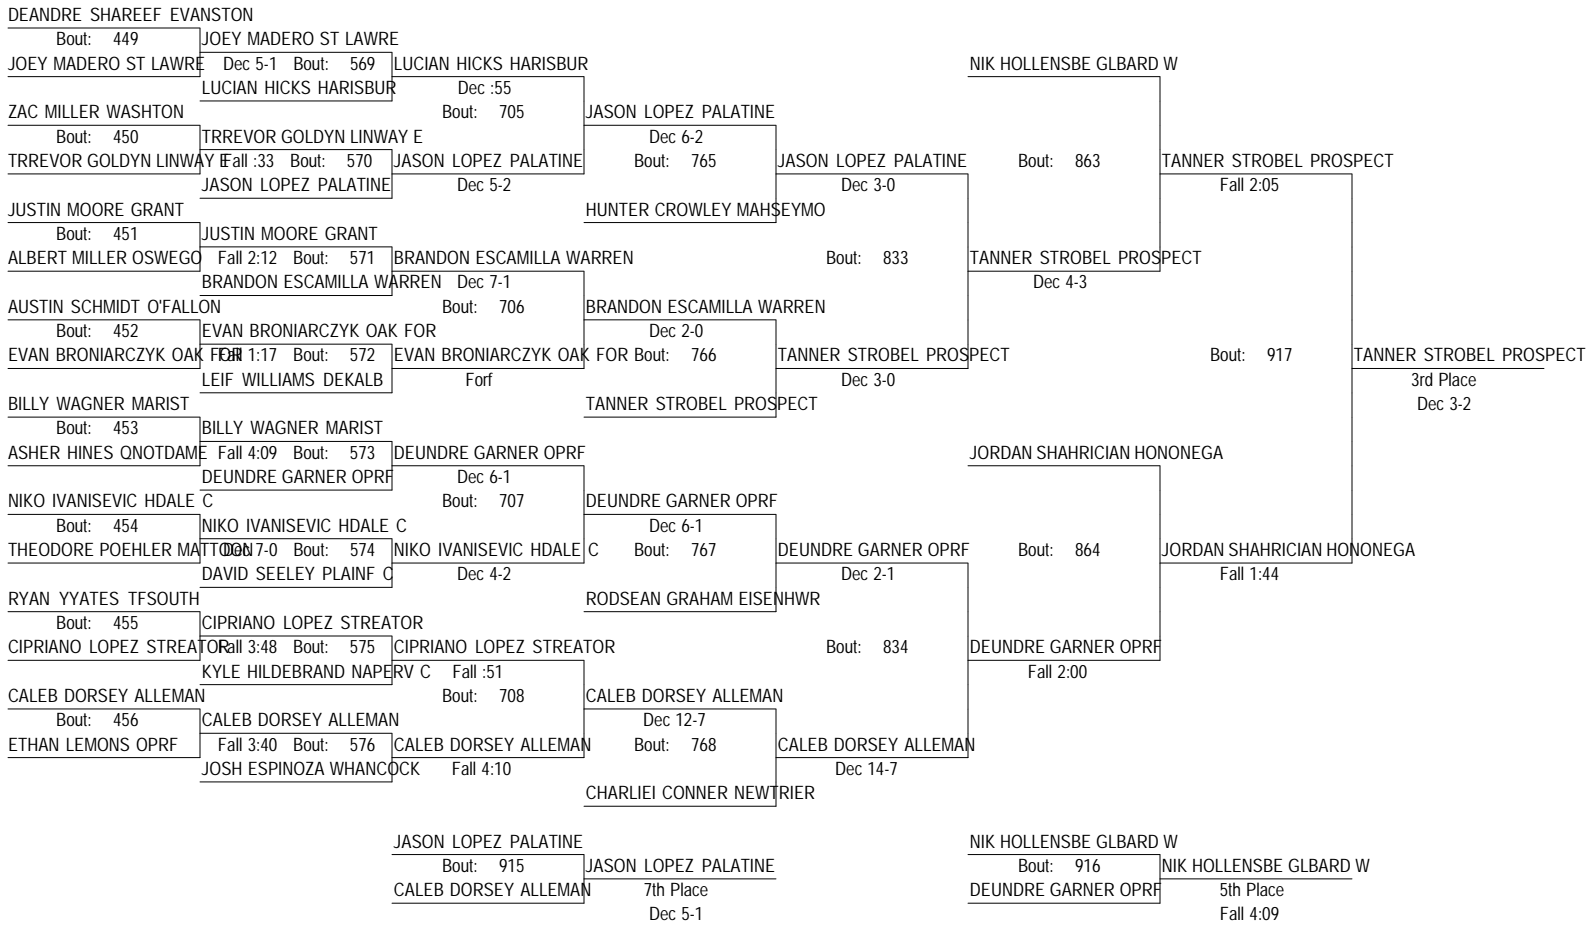 DEANDRE SHAREEF EVANSTON
Bout: 449 JOEY MADERO ST LAWRE
JOEY MADERO ST LAWRE Dec 5-1 Bout: 569 LUCIAN HICKS HARISBUR NIK HOLLENSBE GLBARD W
LUCIAN HICKS HARISBUR Dec :55
ZAC MILLER WASHTON Bout: 705 JASON LOPEZ PALATINE
Bout: 450 TRREVOR GOLDYN LINWAY E Dec 6-2
TRREVOR GOLDYN LINWAY E Fall :33 Bout: 570 JASON LOPEZ PALATINE Bout: 765 JASON LOPEZ PALATINE Bout: 863 TANNER STROBEL PROSPECT
JASON LOPEZ PALATINE Dec 5-2 Dec 3-0 Fall 2:05
JUSTIN MOORE GRANT HUNTER CROWLEY MAHSEYMO
Bout: 451 JUSTIN MOORE GRANT
ALBERT MILLER OSWEGO Fall 2:12 Bout: 571 BRANDON ESCAMILLA WARREN Bout: 833 TANNER STROBEL PROSPECT
BRANDON ESCAMILLA WARREN Dec 7-1 Dec 4-3
AUSTIN SCHMIDT O'FALLON Bout: 706 BRANDON ESCAMILLA WARREN
Bout: 452 EVAN BRONIARCZYK OAK FOR Dec 2-0
EVAN BRONIARCZYK OAK FOR Fall 1:17 Bout: 572 EVAN BRONIARCZYK OAK FOR Bout: 766 TANNER STROBEL PROSPECT Bout: 917 TANNER STROBEL PROSPECT
LEIF WILLIAMS DEKALB Forf Dec 3-0 3rd Place
BILLY WAGNER MARIST TANNER STROBEL PROSPECT Dec 3-2
Bout: 453 BILLY WAGNER MARIST
ASHER HINES QNOTDAME Fall 4:09 Bout: 573 DEUNDRE GARNER OPRF JORDAN SHAHRICIAN HONONEGA
DEUNDRE GARNER OPRF Dec 6-1
NIKO IVANISEVIC HDALE C Bout: 707 DEUNDRE GARNER OPRF
Bout: 454 NIKO IVANISEVIC HDALE C Dec 6-1
THEODORE POEHLER MATTOON Dec 7-0 Bout: 574 NIKO IVANISEVIC HDALE C Bout: 767 DEUNDRE GARNER OPRF Bout: 864 JORDAN SHAHRICIAN HONONEGA
DAVID SEELEY PLAINF C Dec 4-2 Dec 2-1 Fall 1:44
RYAN YYATES TFSOUTH RODSEAN GRAHAM EISENHWR
Bout: 455 CIPRIANO LOPEZ STREATOR
CIPRIANO LOPEZ STREATOR Fall 3:48 Bout: 575 CIPRIANO LOPEZ STREATOR Bout: 834 DEUNDRE GARNER OPRF
KYLE HILDEBRAND NAPERV C Fall :51 Fall 2:00
CALEB DORSEY ALLEMAN Bout: 708 CALEB DORSEY ALLEMAN
Bout: 456 CALEB DORSEY ALLEMAN Dec 12-7
ETHAN LEMONS OPRF Fall 3:40 Bout: 576 CALEB DORSEY ALLEMAN Bout: 768 CALEB DORSEY ALLEMAN
JOSH ESPINOZA WHANCOCK Fall 4:10 Dec 14-7
CHARLIEI CONNER NEWTRIER
JASON LOPEZ PALATINE NIK HOLLENSBE GLBARD W
Bout: 915 JASON LOPEZ PALATINE Bout: 916 NIK HOLLENSBE GLBARD W
CALEB DORSEY ALLEMAN 7th Place DEUNDRE GARNER OPRF 5th Place
Dec 5-1 Fall 4:09